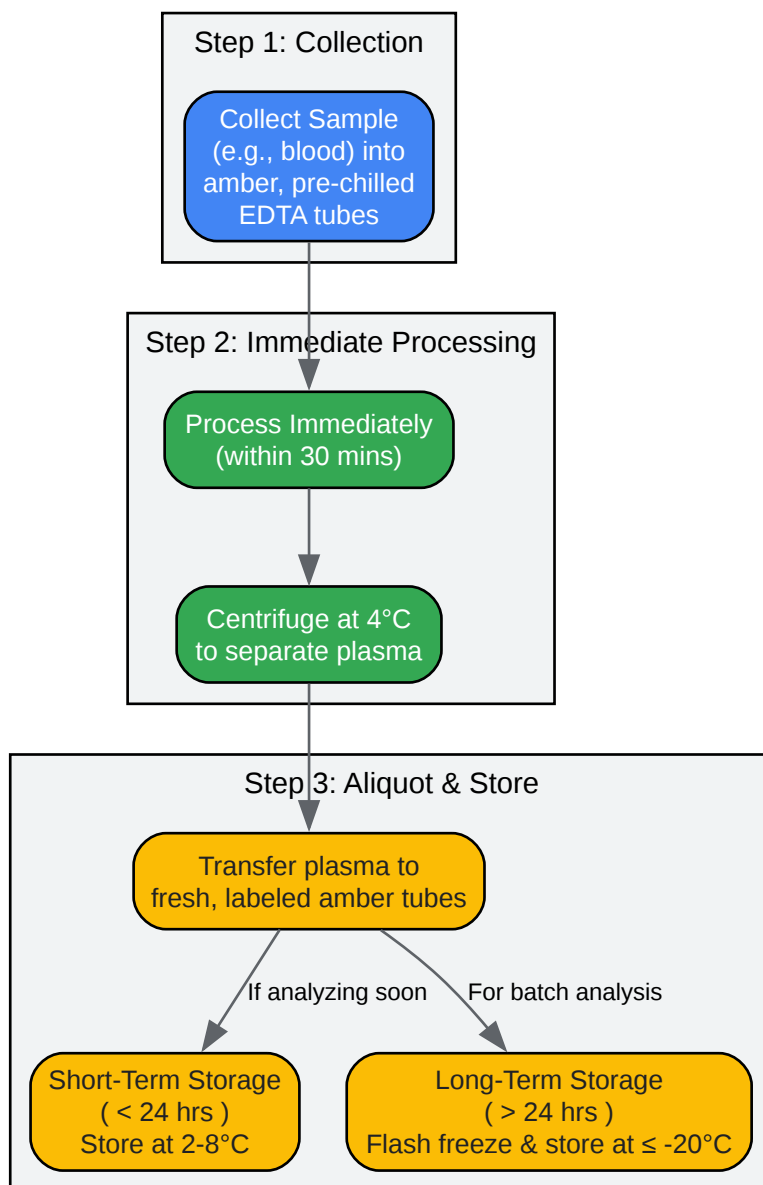 Step 1: Collection
Collect Sample
(e.g., blood) into
amber, pre-chilled
EDTA tubes
Step 2: Immediate Processing
Process Immediately
(within 30 mins)
Centrifuge at 4°C
to separate plasma
Step 3: Aliquot & Store
Transfer plasma to
fresh, labeled amber tubes
If analyzing soon
For batch analysis
Short-Term Storage
( < 24 hrs )
Store at 2-8°C
Long-Term Storage
( > 24 hrs )
Flash freeze & store at ≤ -20°C